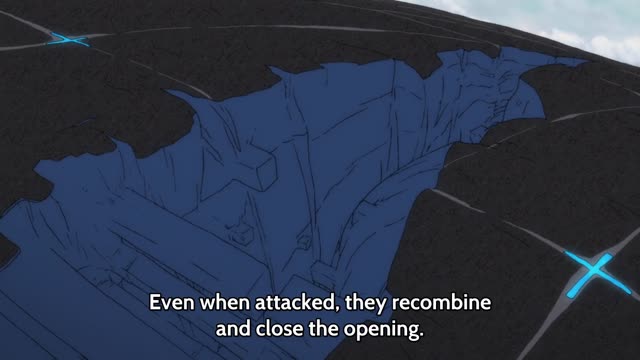 Even when attacked, they recombine
and close the opening.